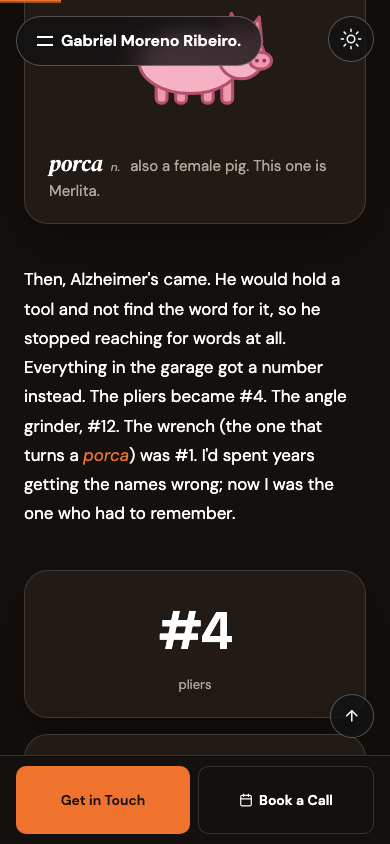 Gabriel Moreno Ribeiro.
porca n. also a female pig. This one is
Merlita.
Then, Alzheimer's came. He would hold a
tool and not find the word for it, so he
stopped reaching for words at all.
Everything in the garage got a number
instead. The pliers became #4. The angle
grinder, #12. The wrench (the one that
turns a porca) was #1. I'd spent years
getting the names wrong; now I was the
one who had to remember.
#4
pliers
Get in Touch
Book a Call